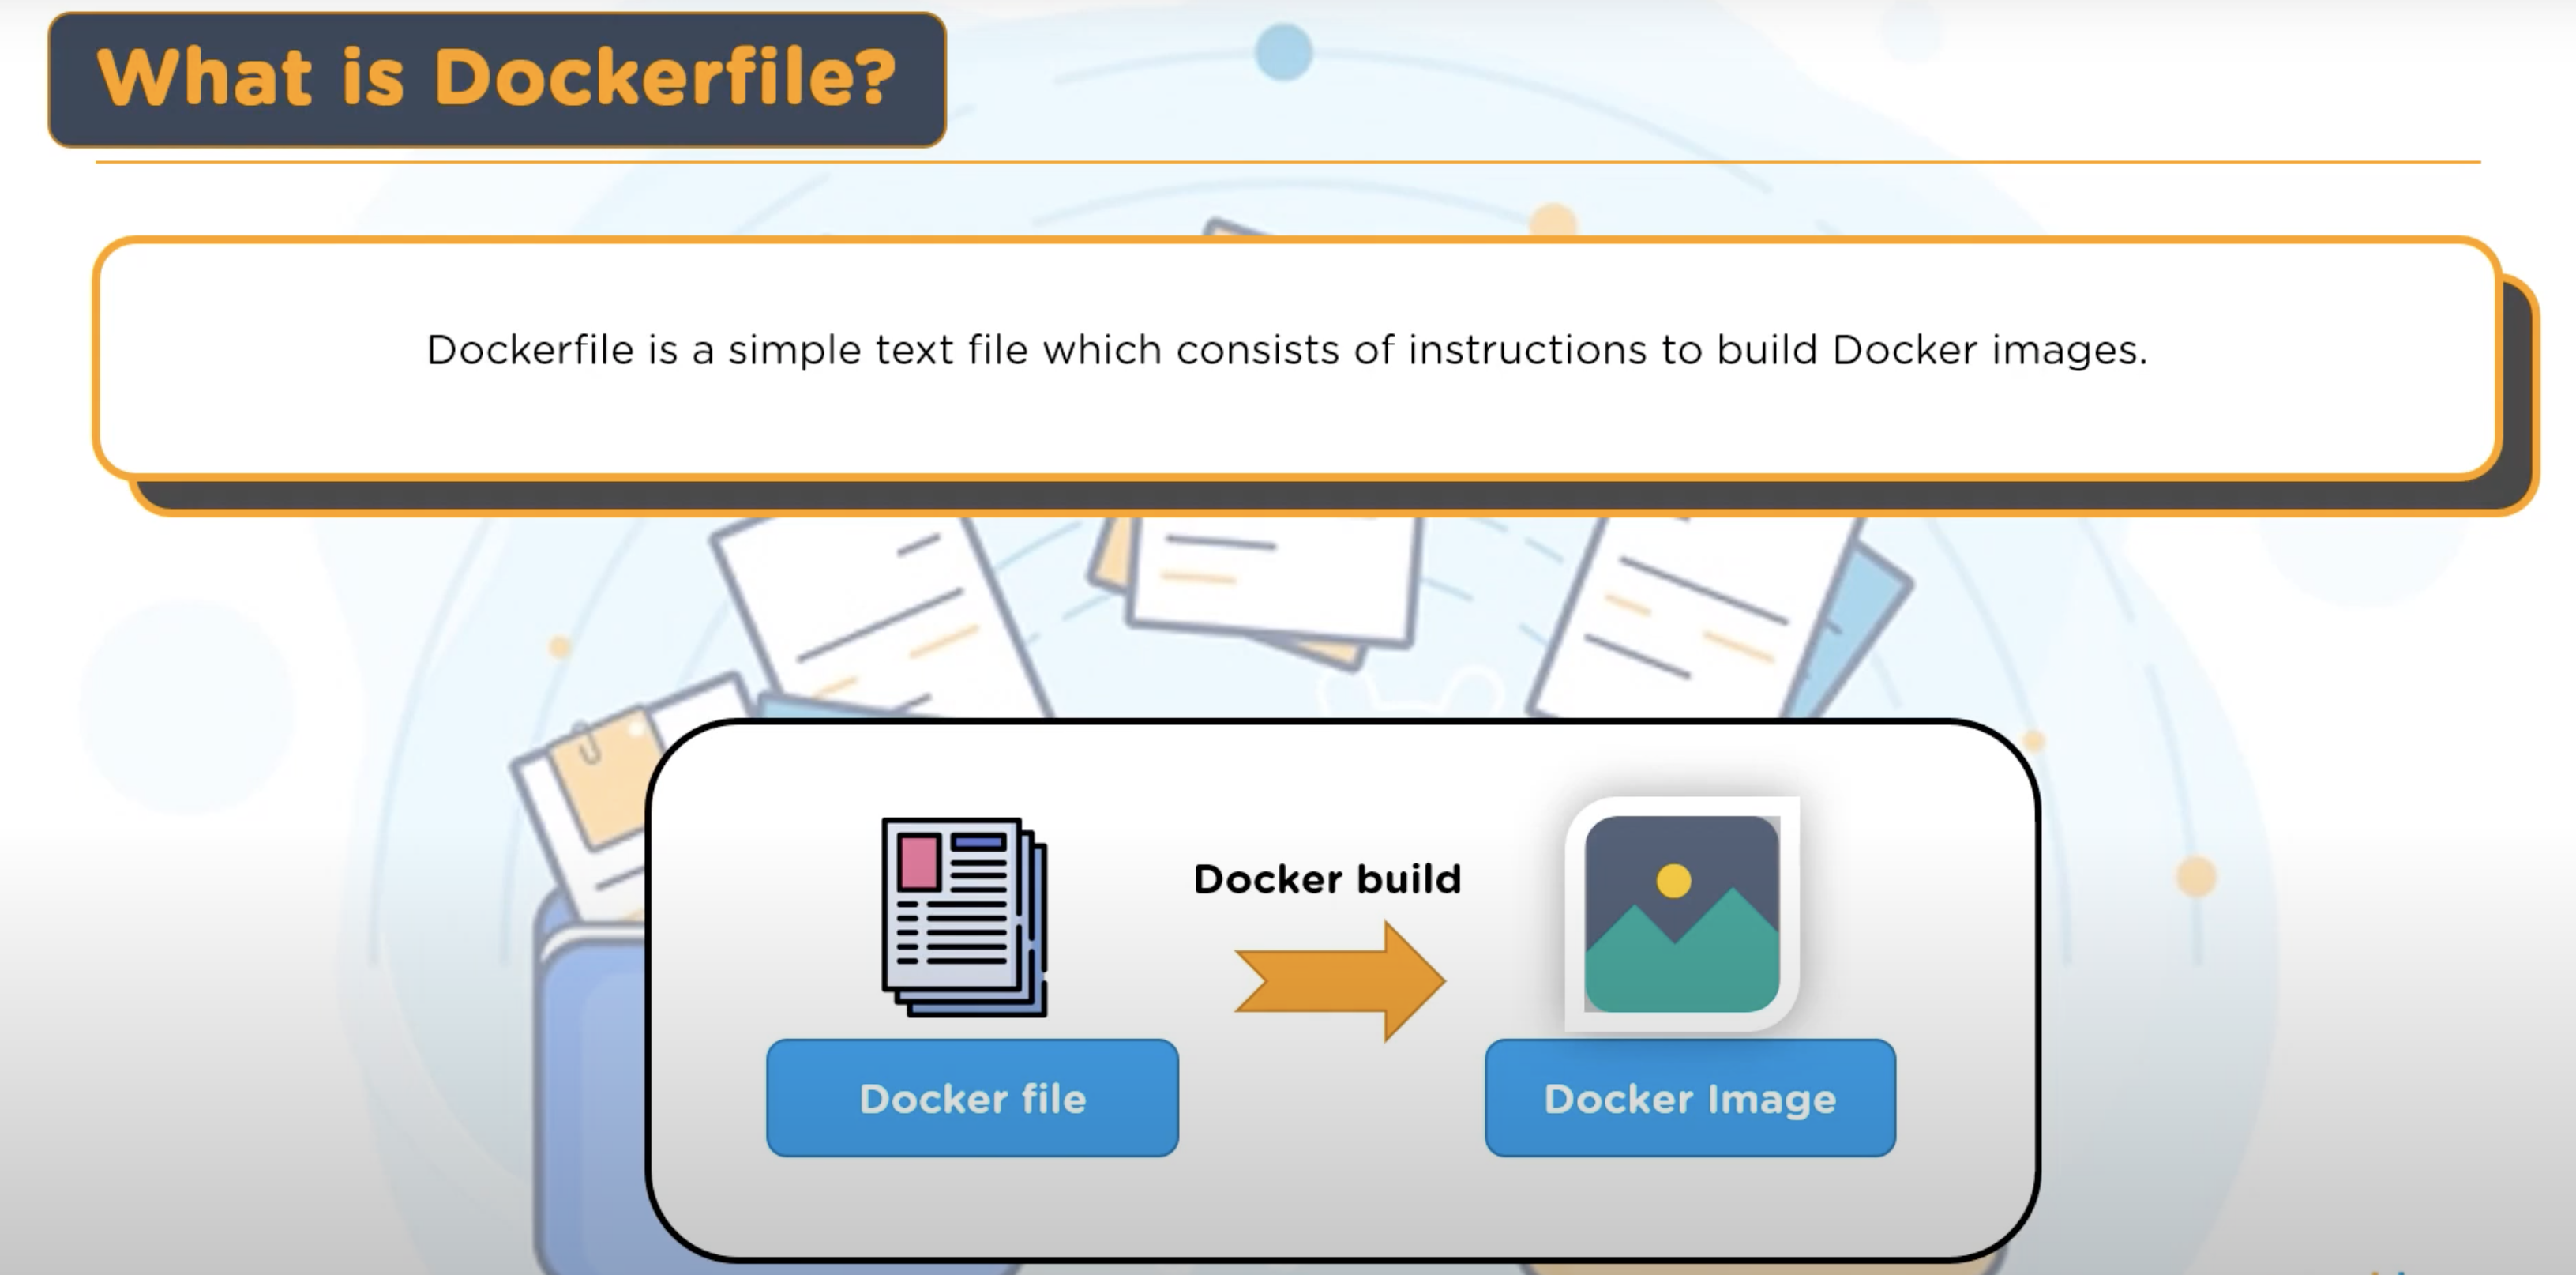 What is Dockerfile?
Dockerfile is a simple text file which consists of instructions to build Docker images.
Docker build
Docker file
Docker Image